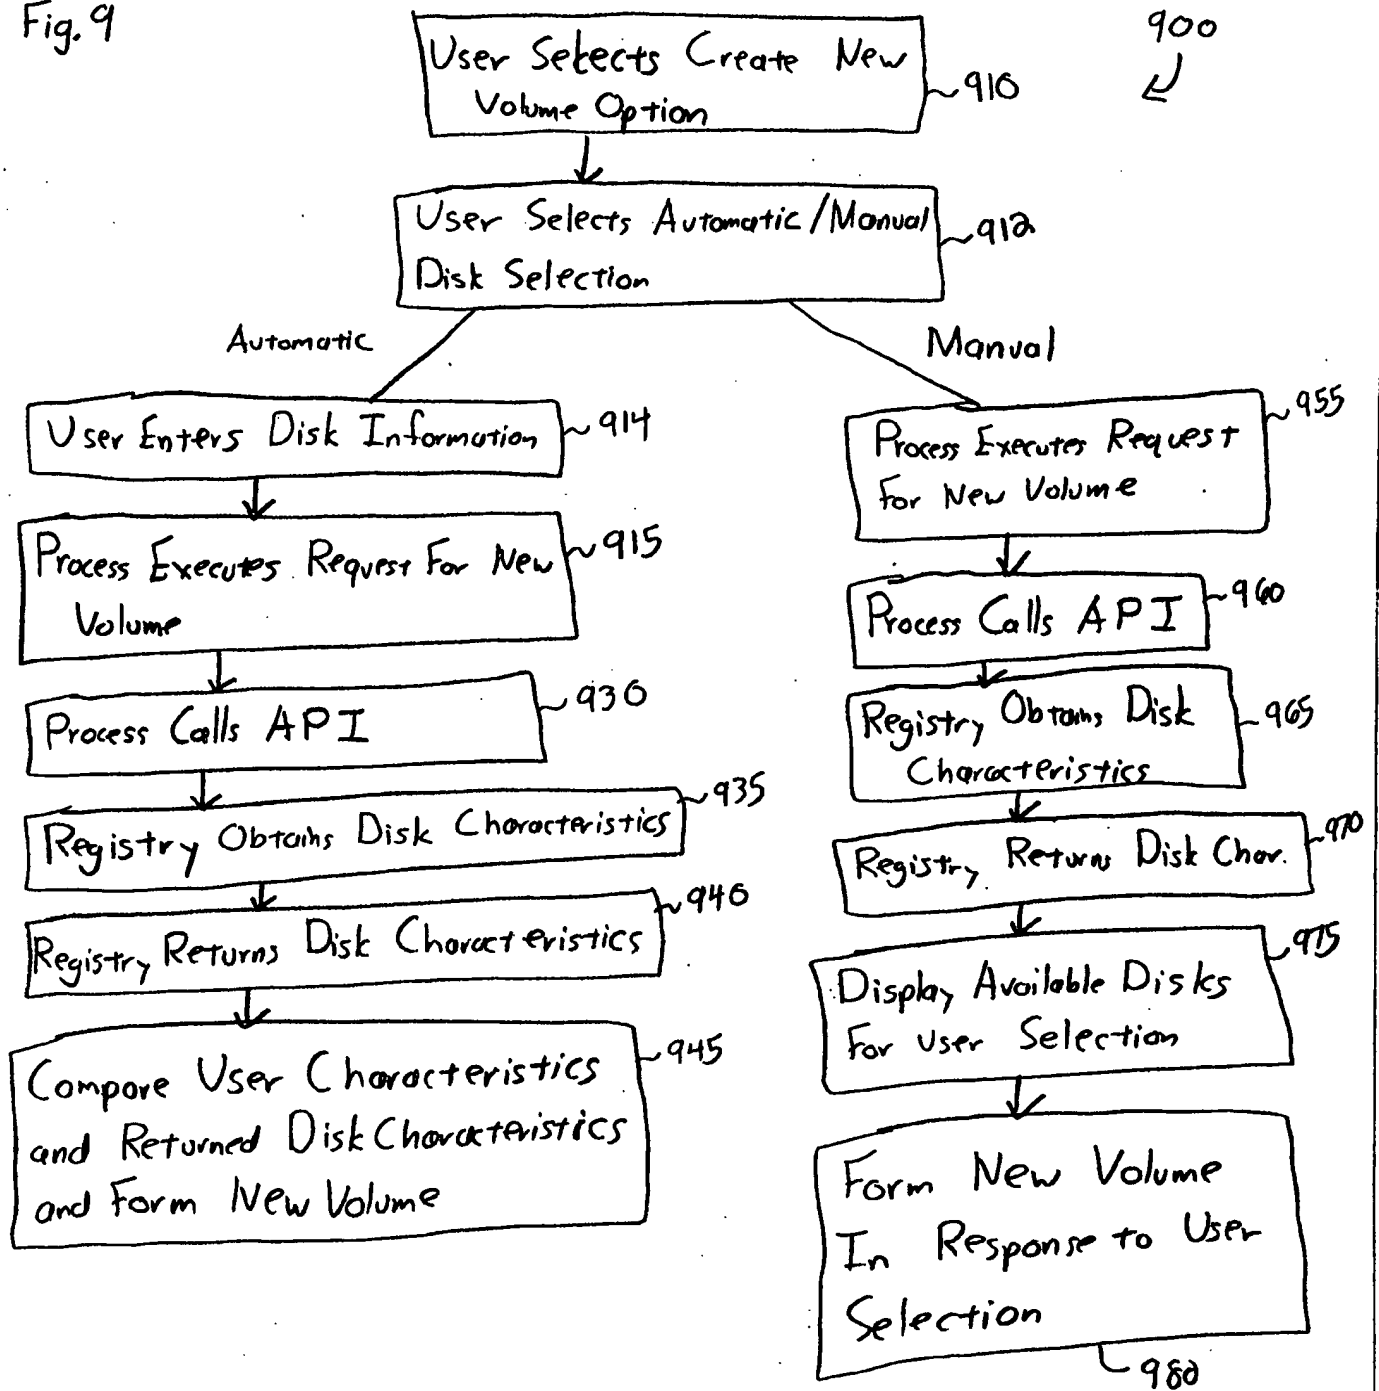 Fig. 9
900
User Selects Create New
Volume Option
910
User Selects Automatic/Manual
Disk Selection
912
Automatic
Manual
User Enters Disk Information
914
Process Executes Request For New
Volume
915
Process Calls API
930
Registry Obtains Disk Characteristics
935
Registry Returns Disk Characteristics
940
Compare User Characteristics
and Returned Disk Characteristics
and Form New Volume
945
Process Executes Request
For New Volume
955
Process Calls API
960
Registry Obtains Disk
Characteristics
965
Registry Returns Disk Char.
970
Display Available Disks
For User Selection
975
Form New Volume
In Response to User
Selection
980